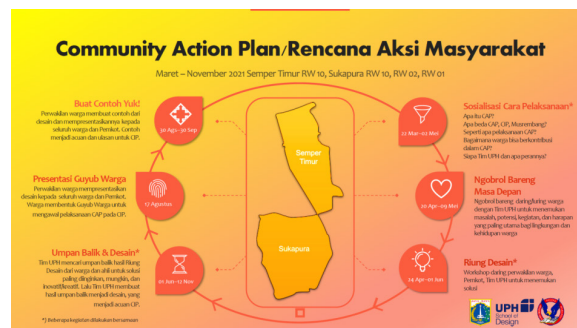 Community Action Plan/Rencana Aksi Masyarakat
Maret – November 2021 Semper Timur RW 10, Sukapura RW 10, RW 02, RW 01
Buat Contoh Yuk!
Perwakilan warga membuat contoh dari
desain dan mempresentasikannya kepada
seluruh warga dan Pemkot. Contoh
menjadi acuan dan ulasan untuk CIP.
30 Ags-30 Sep
Presentasi Guyub Warga
Perwakilan warga mempresentasikan
desain kepada seluruh warga dan Pemkot.
Warga membentuk Guyub Warga untuk
mengawal pelaksanaan CAP pada CIP.
17 Agustus
Umpan Balik & Desain*
Tim UPH mencari umpan balik hasil Riung
Desain dari warga dan ahli untuk solusi
paling diinginkan, mungkin, dan
inovatif/kreatif. Lalu Tim UPH membuat
hasil umpan balik menjadi desain, yang
menjadi acuan CIP.
01 Jun-12 Nov
*) Beberapa kegiatan dilakukan bersamaan
Semper
Timur
Sukapura
Sosialisasi Cara Pelaksanaan*
Apa itu CAP?
Apa beda CAP, CIP, Musrembang?
Seperti apa pelaksanaan CAP?
Bagaimana warga bisa berkontribusi
dalam CAP?
Siapa Tim UPH dan apa perannya?
22 Mar-02 Mei
Ngobrol Bareng
Masa Depan
Ngobrol bareng daring/luring warga
dengan Tim UPTH untuk menemukan
masalah, potensi, kegiatan, dan harapan
yang paling utama bagi lingkungan dan
kehidupan warga
20 Apr-09 Mei
Riung Desain*
Workshop daring perwakilan warga,
Pemkot, Tim UPH untuk menemukan
solusi
24 Apr-01 Jun
UPH
School of
Design